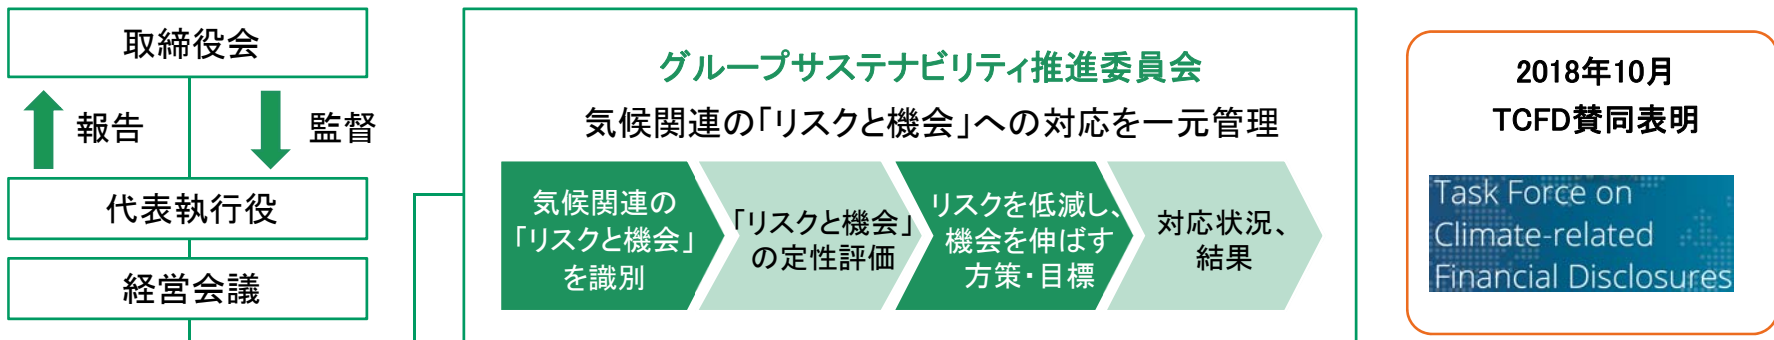 取締役会
報告
監督
代表執行役
経営会議
グループサステナビリティ推進委員会
気候関連の「リスクと機会」への対応を一元管理
気候関連の
「リスクと機会」
を識別
「リスクと機会」
の定性評価
リスクを低減し、
機会を伸ばす
方策・目標
対応状況、
結果
2018年10月
TCFD賛同表明
Task Force on
Climate-related
Financial Disclosures